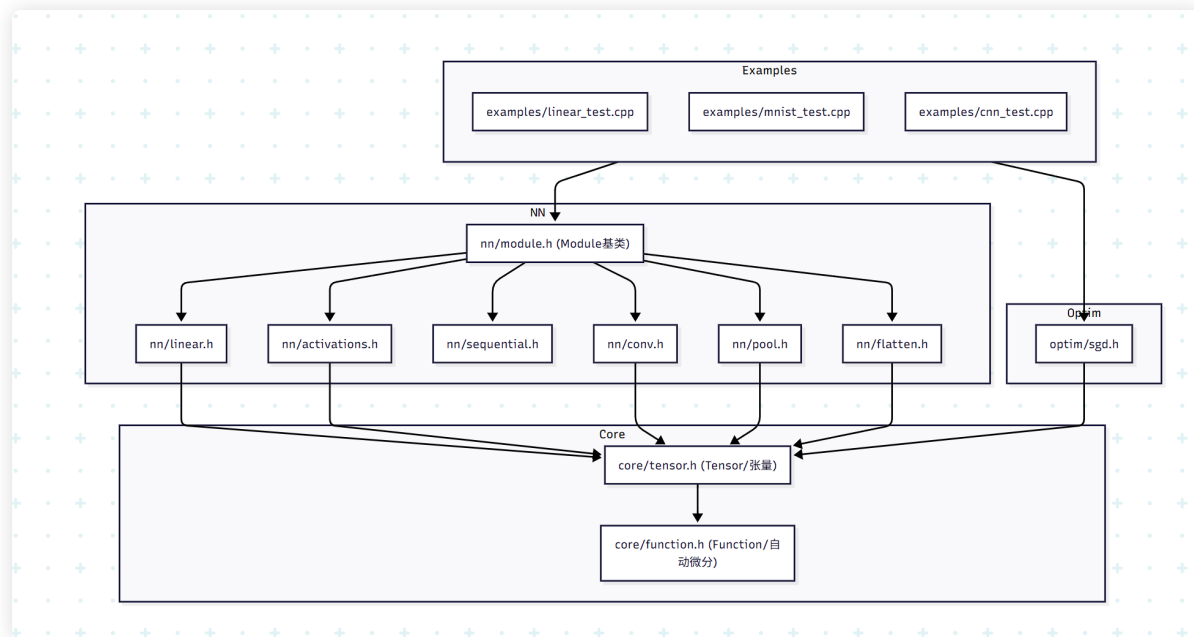 Examples
examples/linear_test.cpp
examples/mnist_test.cpp
examples/cnn_test.cpp
NN
nn/module.h (Module基类)
nn/linear.h
nn/activations.h
nn/sequential.h
nn/conv.h
nn/pool.h
nn/flatten.h
Optim
optim/sgd.h
Core
core/tensor.h (Tensor/张量)
core/function.h (Function/自
动微分)